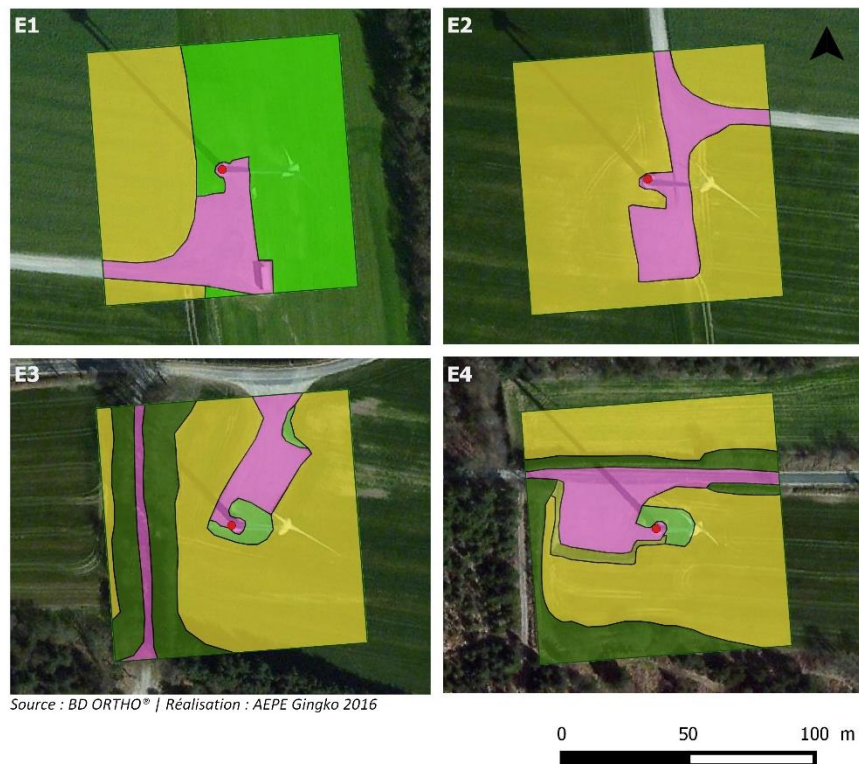 E1
E2
E3
E4
Source : BD ORTHO® | Réalisation : AEPE Gingko 2016
0 50 100 m